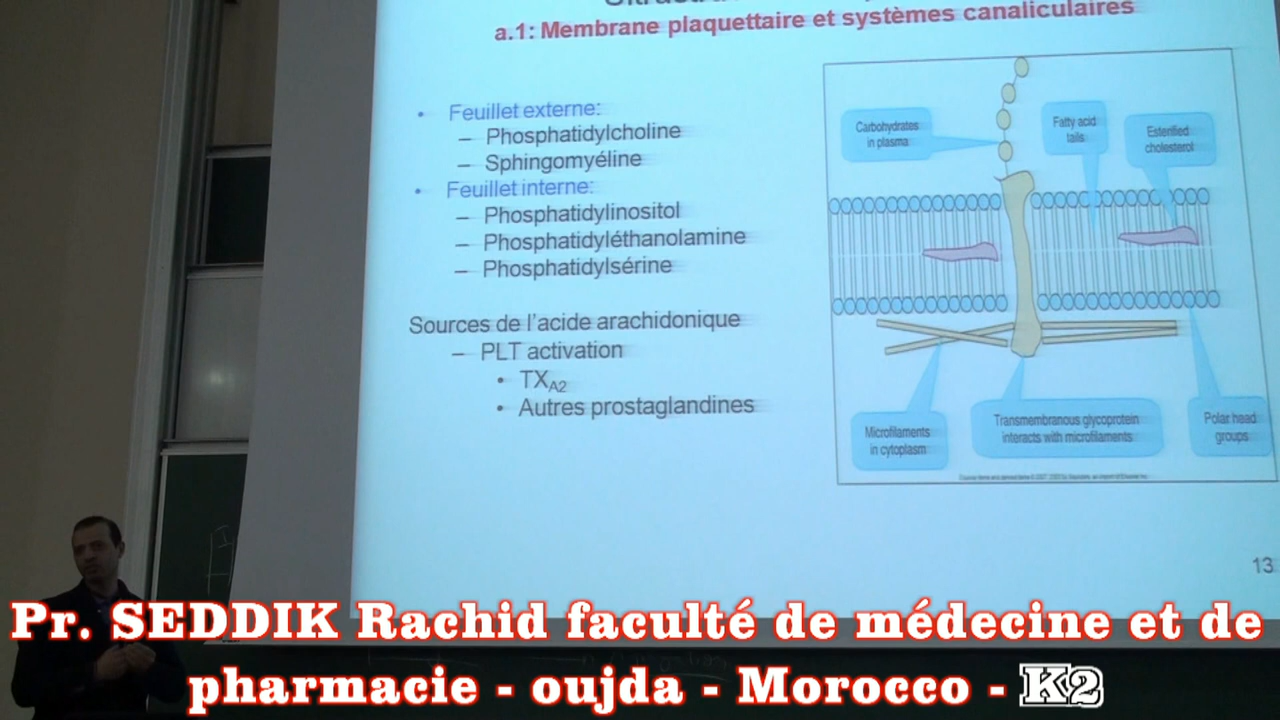 a.1: Membrane plaquettaire et systèmes canaliculaires
• Feuillet externe:
– Phosphatidylcholine
– Sphingomyéline
• Feuillet interne:
– Phosphatidylinositol
– Phosphatidyléthanolamine
– Phosphatidylsérine
Sources de l'acide arachidonique
– PLT activation
• TXA2
• Autres prostaglandines
Carbohydrates
in plasma
Fatty acid
tails
Esterified
cholesterol
Microfilaments
in cytoplasm
Transmembranous glycoprotein
interacts with microfilaments
Polar head
groups
13
Pr. SEDDIK Rachid faculté de médecine et de
pharmacie - oujda - Morocco - K2